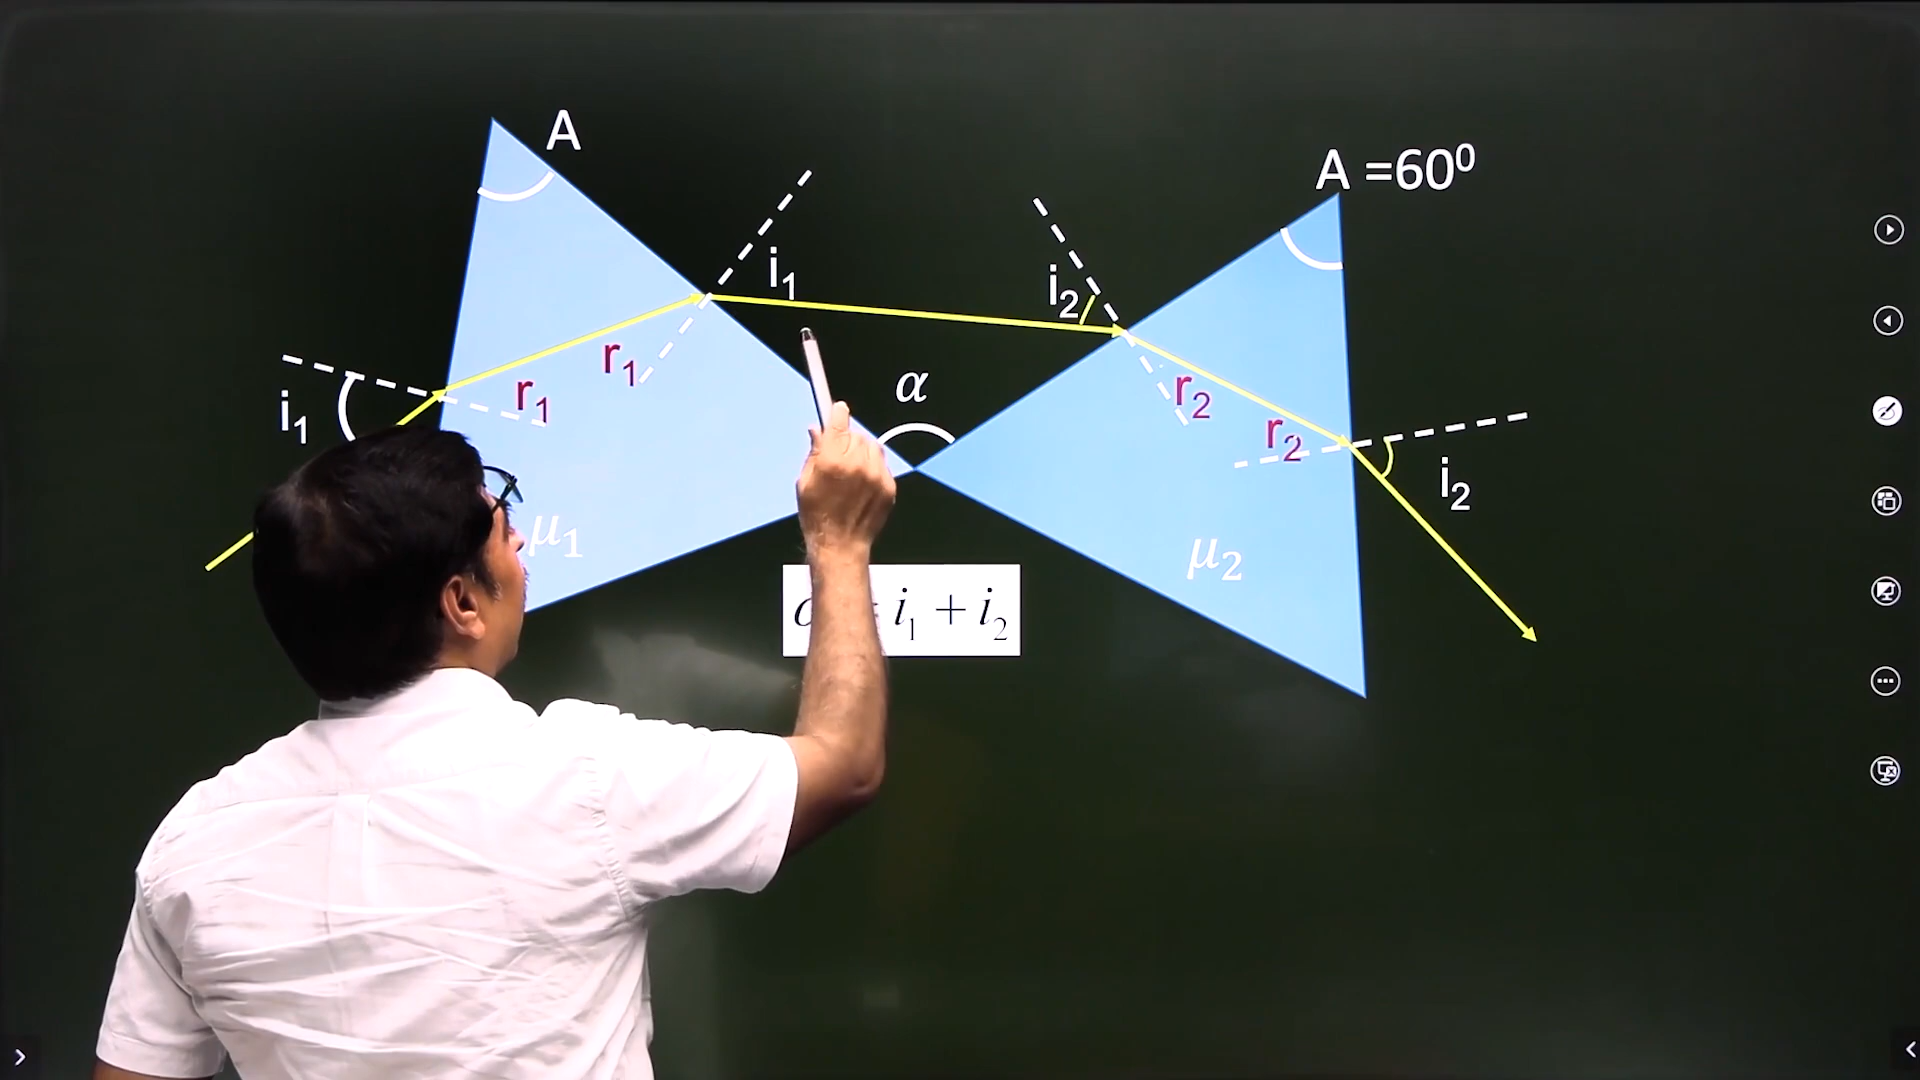 A
A =60⁰
i₁
i₂
α
r₁
r₂
r₁
r₂
i₁
i₂
μ₁
μ₂
i₁ + i₂